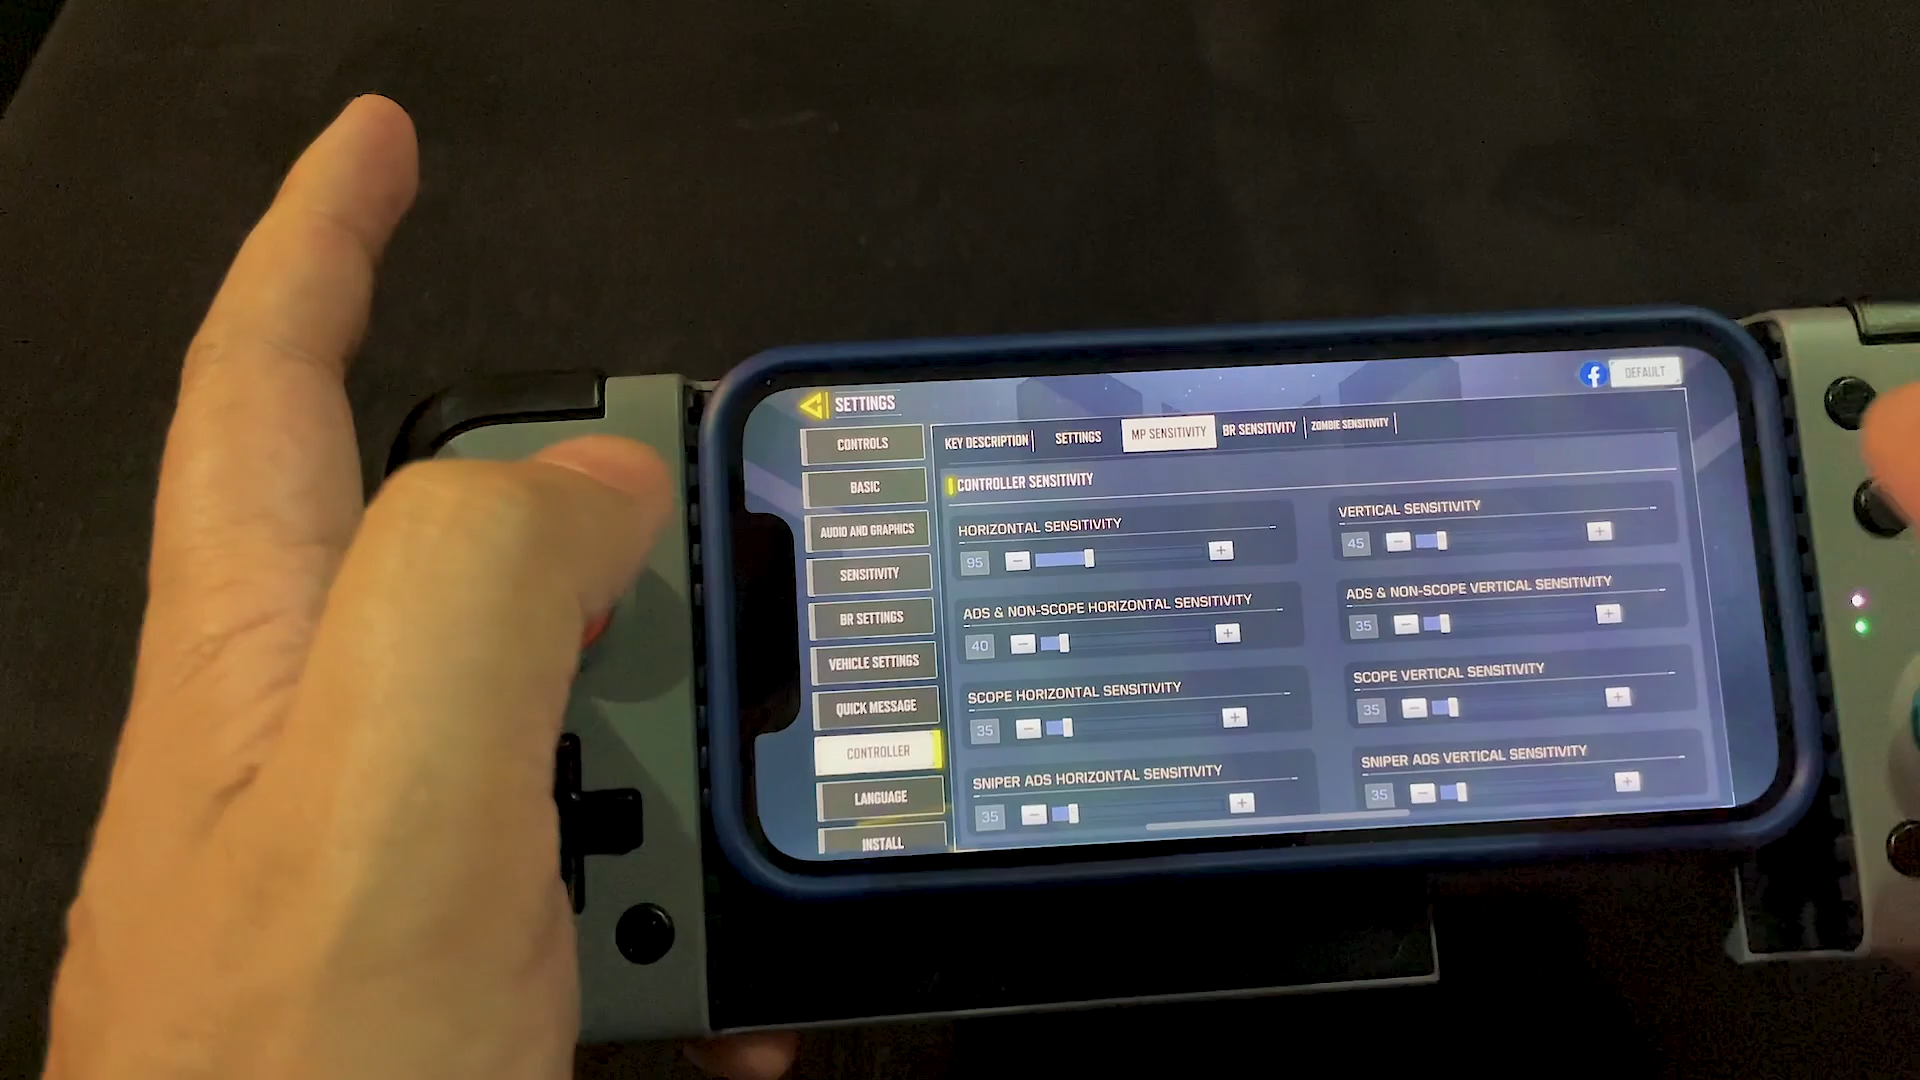 SETTINGS
DEFAULT
CONTROLS
BASIC
AUDIO AND GRAPHICS
SENSITIVITY
BR SETTINGS
VEHICLE SETTINGS
QUICK MESSAGE
CONTROLLER
LANGUAGE
INSTALL
KEY DESCRIPTION SETTINGS MP SENSITIVITY BR SENSITIVITY ZOMBIE SENSITIVITY
CONTROLLER SENSITIVITY
HORIZONTAL SENSITIVITY
95
VERTICAL SENSITIVITY
45
ADS & NON-SCOPE HORIZONTAL SENSITIVITY
40
ADS & NON-SCOPE VERTICAL SENSITIVITY
35
SCOPE HORIZONTAL SENSITIVITY
35
SCOPE VERTICAL SENSITIVITY
35
SNIPER ADS HORIZONTAL SENSITIVITY
35
SNIPER ADS VERTICAL SENSITIVITY
35